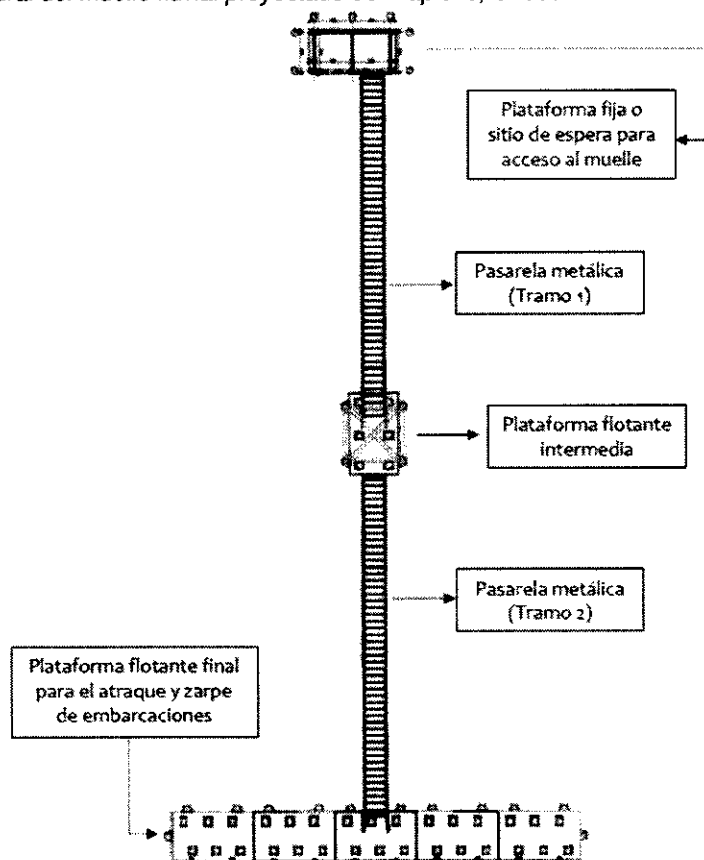 Plataforma fija o
sitio de espera para
acceso al muelle
Pasarela metálica
(Tramo 1)
Plataforma flotante
intermedia
Pasarela metálica
(Tramo 2)
Plataforma flotante final
para el atraque y zarpe
de embarcaciones